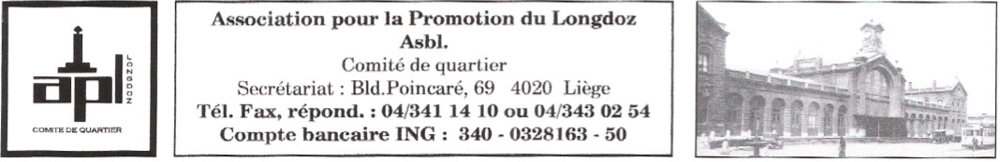 apl
LONGDOZ
COMITE DE QUARTIER
Association pour la Promotion du Longdoz
Asbl.
Comité de quartier
Secrétariat : Bld.Poincaré, 69 4020 Liège
Tél. Fax, répond. : 04/341 14 10 ou 04/343 02 54
Compte bancaire ING : 340 - 0328163 - 50